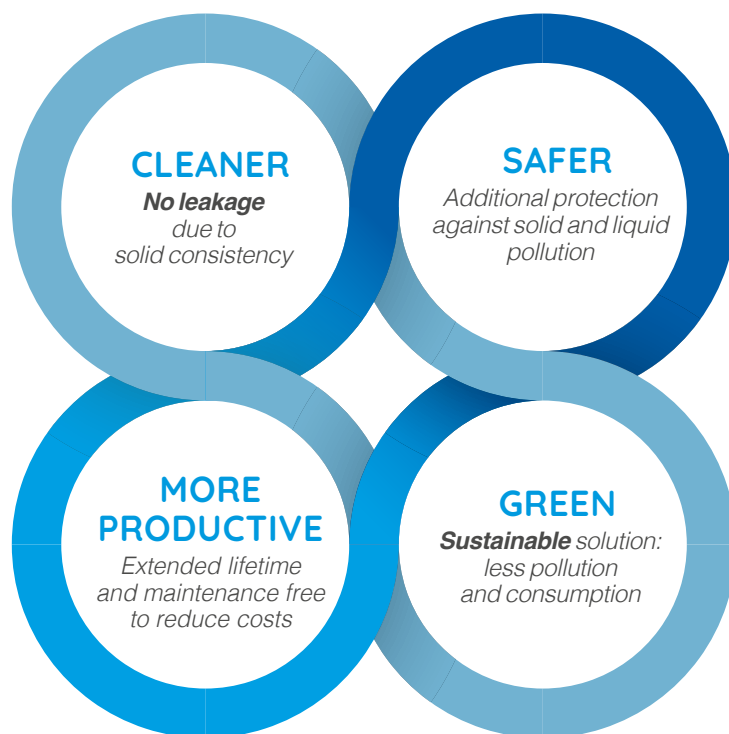 CLEANER
No leakage
due to
solid consistency
SAFER
Additional protection
against solid and liquid
pollution
MORE
PRODUCTIVE
Extended lifetime
and maintenance free
to reduce costs
GREEN
Sustainable solution:
less pollution
and consumption